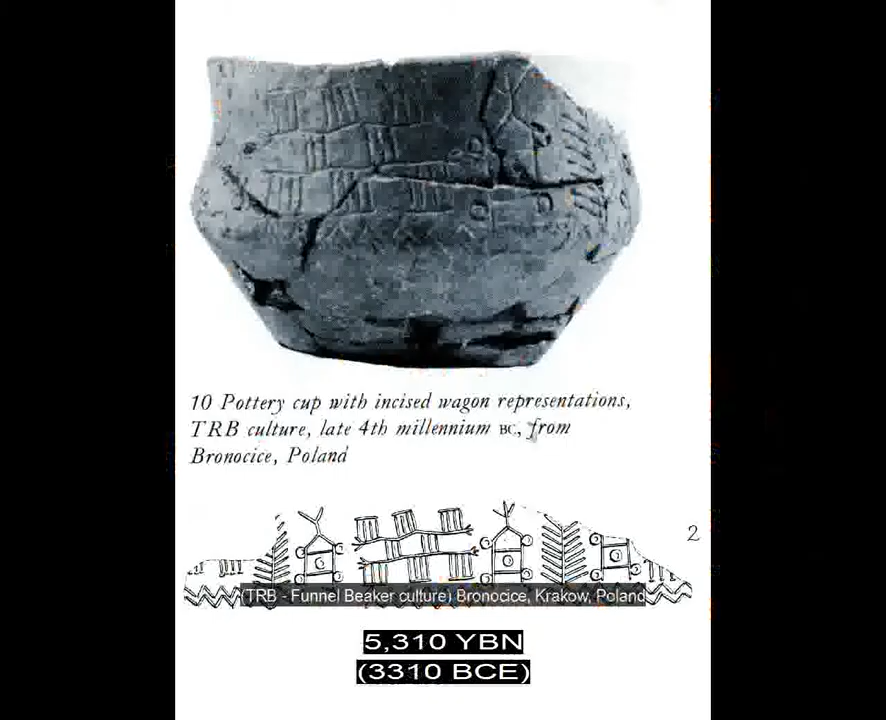 10 Pottery cup with incised wagon representations,
TRB culture, late 4th millennium BC, from
Bronocice, Poland
2
(TRB - Funnel Beaker culture) Bronocice, Krakow, Poland
5,310 YBN
(3310 BCE)